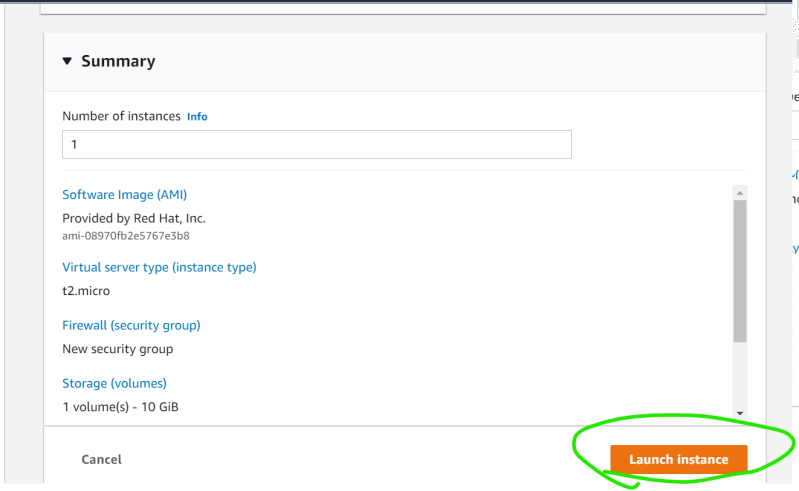 ▼ Summary
Number of instances Info
1
Software Image (AMI)
Provided by Red Hat, Inc.
ami-08970fb2e5767e3b8
Virtual server type (instance type)
t2.micro
Firewall (security group)
New security group
Storage (volumes)
1 volume(s) - 10 GiB
Cancel
Launch instance